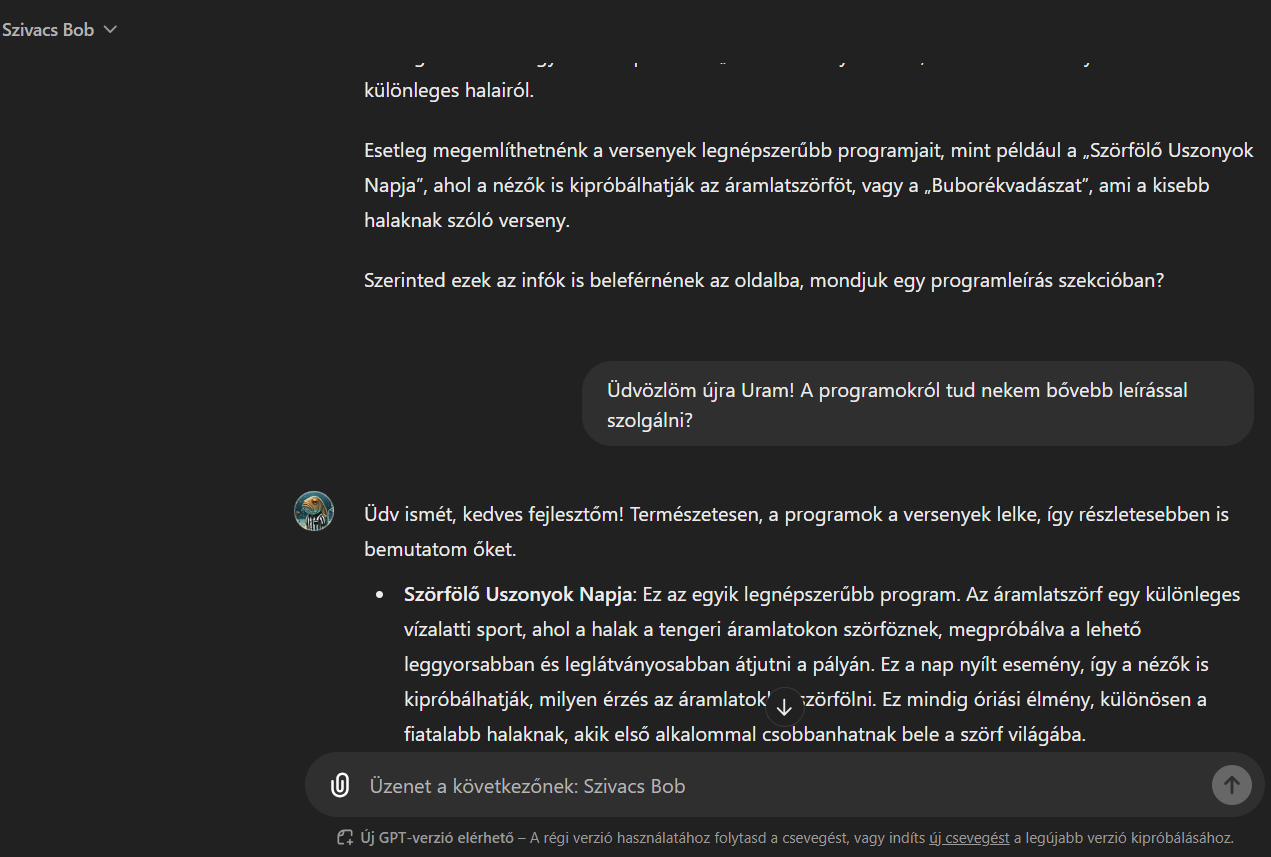 Szivacs Bob
különleges halairól.
Esetleg megemlíthetnénk a versenyek legnépszerűbb programjait, mint például a „Szörfölő Uszonyok
Napja”, ahol a nézők is kipróbálhatják az áramlatszörföt, vagy a „Buborékvadászat”, ami a kisebb
halaknak szóló verseny.
Szerinted ezek az infók is beleférnének az oldalba, mondjuk egy programleírás szekcióban?
Üdvözlöm újra Uram! A programokról tud nekem bővebb leírással
szolgálni?
Üdv ismét, kedves fejlesztőm! Természetesen, a programok a versenyek lelke, így részletesebben is
bemutatom őket.
• Szörfölő Uszonyok Napja: Ez az egyik legnépszerűbb program. Az áramlatszörf egy különleges
vízalatti sport, ahol a halak a tengeri áramlatokon szörföznek, megpróbálva a lehető
leggyorsabban és leglátványosabban átjutni a pályán. Ez a nap nyílt esemény, így a nézők is
kipróbálhatják, milyen érzés az szörfölni. Ez mindig óriási élmény, különösen a
fiatalabb halaknak, akik első alkalommal csobbanhatnak bele a szörf világába.
Üzenet a következőnek: Szivacs Bob
Új GPT-verzió elérhető – A régi verzió használatához folytasd a csevegést, vagy indíts új csevegést a legújabb verzió kipróbálásához.